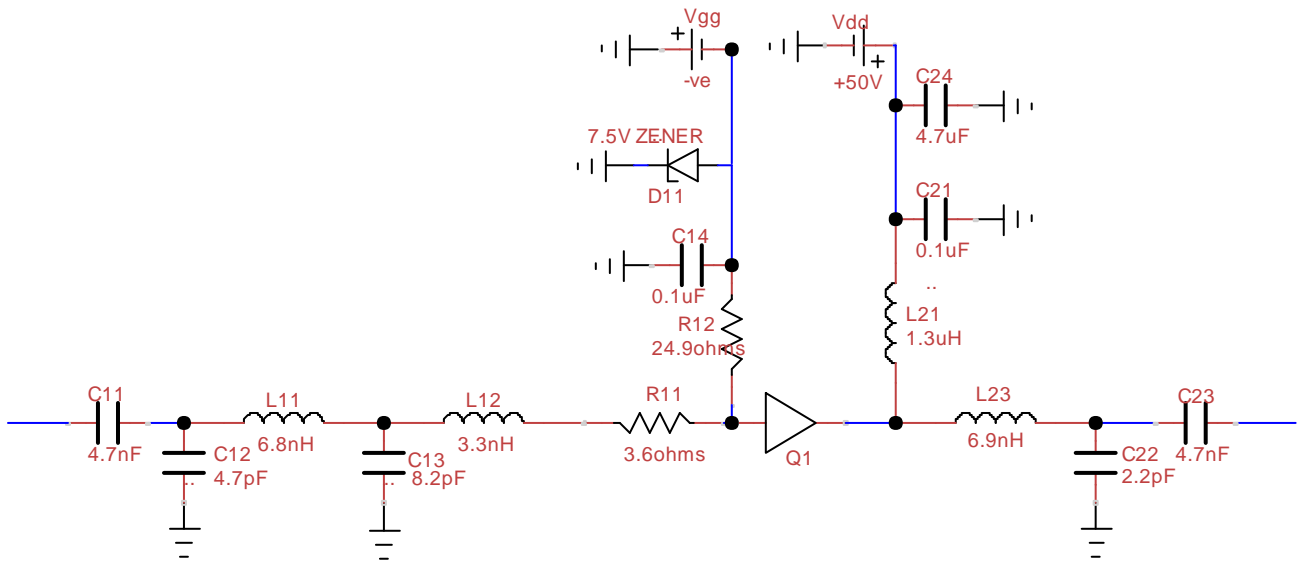 Vgg
+
-ve
Vdd
+
+50V
C24
4.7uF
7.5V ZENER
D11
C21
0.1uF
C14
0.1uF
R12
24.9ohms
..
L21
1.3uH
C11
4.7nF
L11
6.8nH
L12
3.3nH
R11
3.6ohms
Q1
L23
6.9nH
C23
4.7nF
C12
4.7pF
..
C13
8.2pF
..
C22
2.2pF